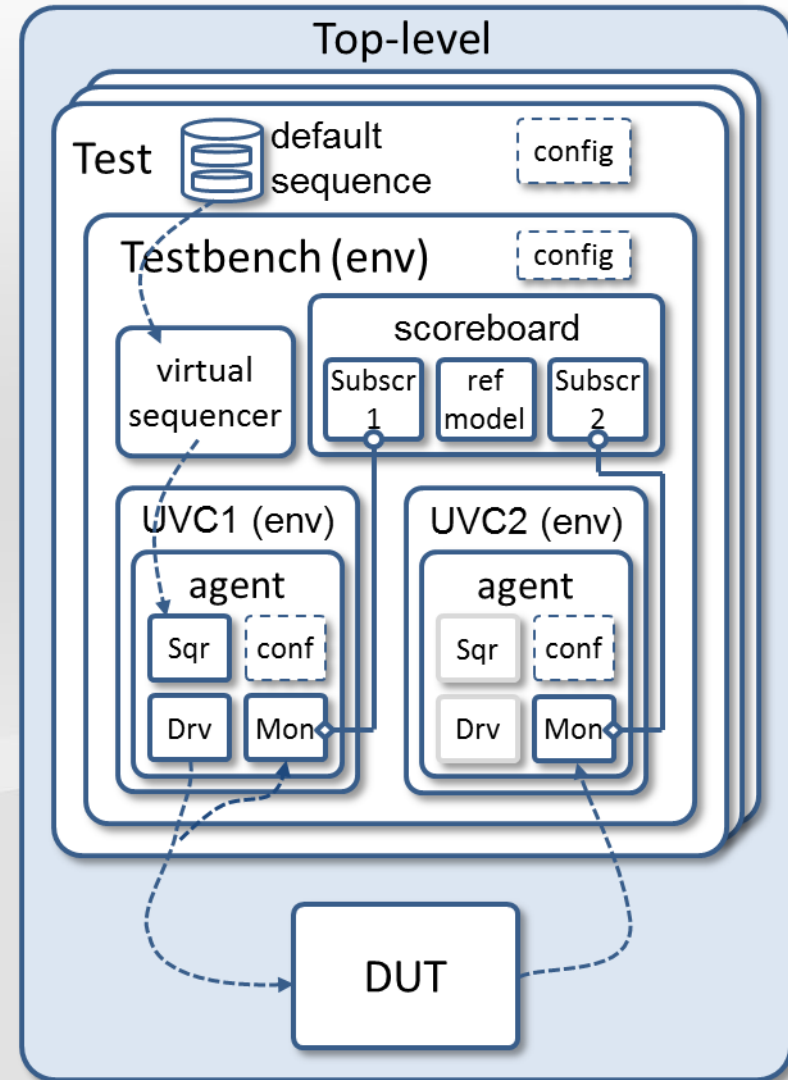 Top-level
Test
default
sequence
config
Testbench (env)
config
virtual
sequencer
scoreboard
Subscr
1
ref
model
Subscr
2
UVC1 (env)
agent
Sqr
conf
Drv
Mon
UVC2 (env)
agent
Sqr
conf
Drv
Mon
DUT